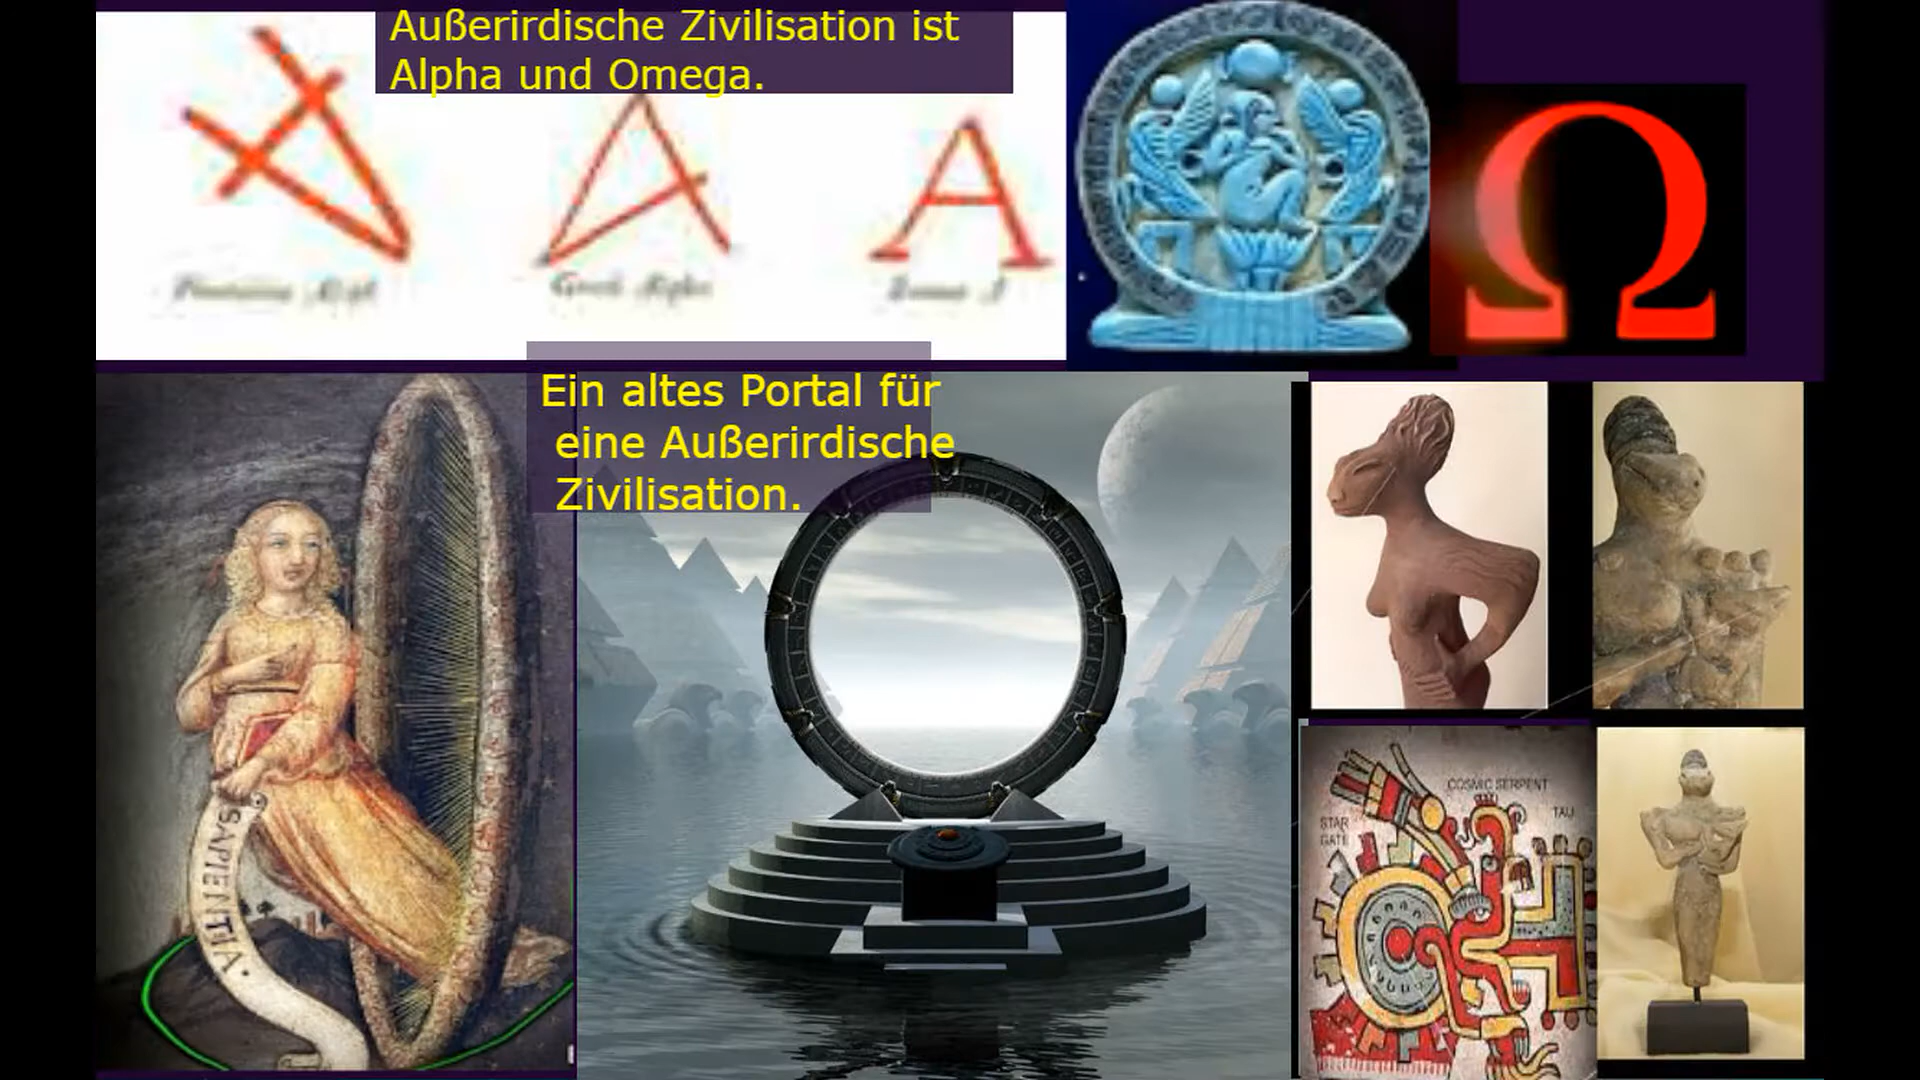 Außerirdische Zivilisation ist
Alpha und Omega.
A
A
Ω
Ein altes Portal für
eine Außerirdische
Zivilisation.
SAPIENTIA.
COSMIC SERPENT
STAR
GATE
TAU